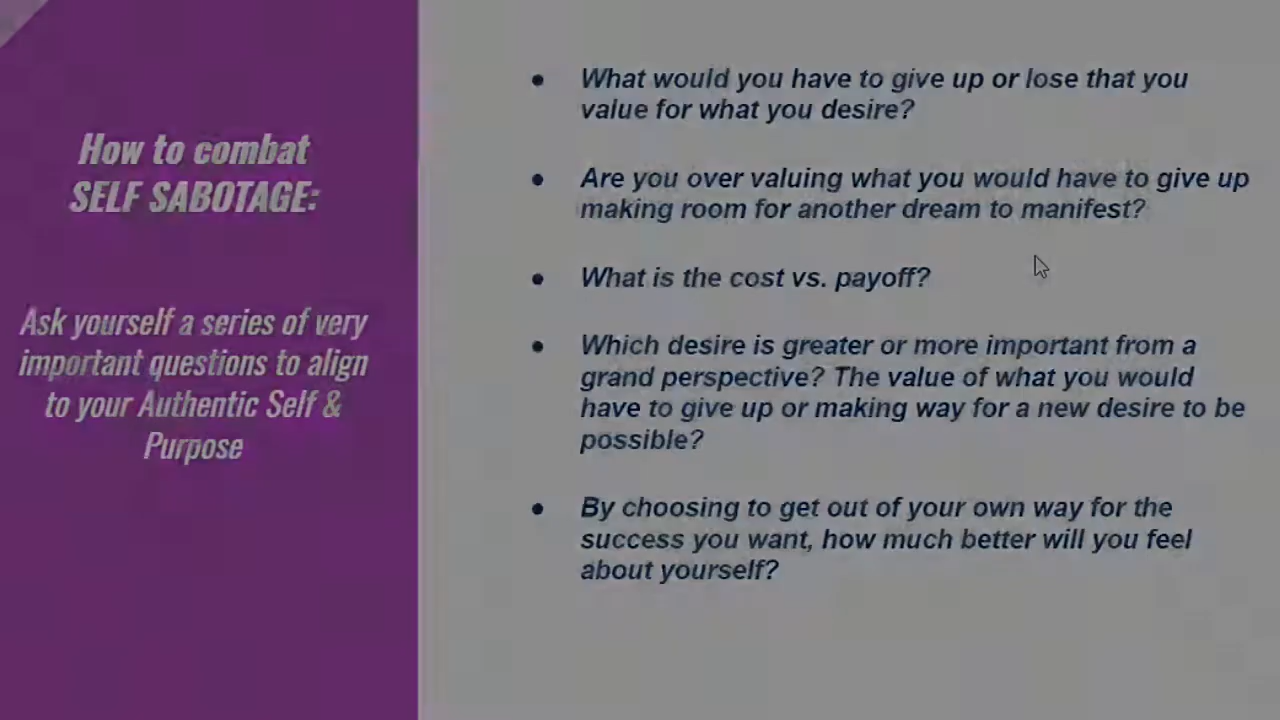 How to combat
SELF SABOTAGE:
Ask yourself a series of very
important questions to align
to your Authentic Self &
Purpose
• What would you have to give up or lose that you
value for what you desire?
• Are you over valuing what you would have to give up
making room for another dream to manifest?
• What is the cost vs. payoff?
• Which desire is greater or more important from a
grand perspective? The value of what you would
have to give up or making way for a new desire to be
possible?
• By choosing to get out of your own way for the
success you want, how much better will you feel
about yourself?